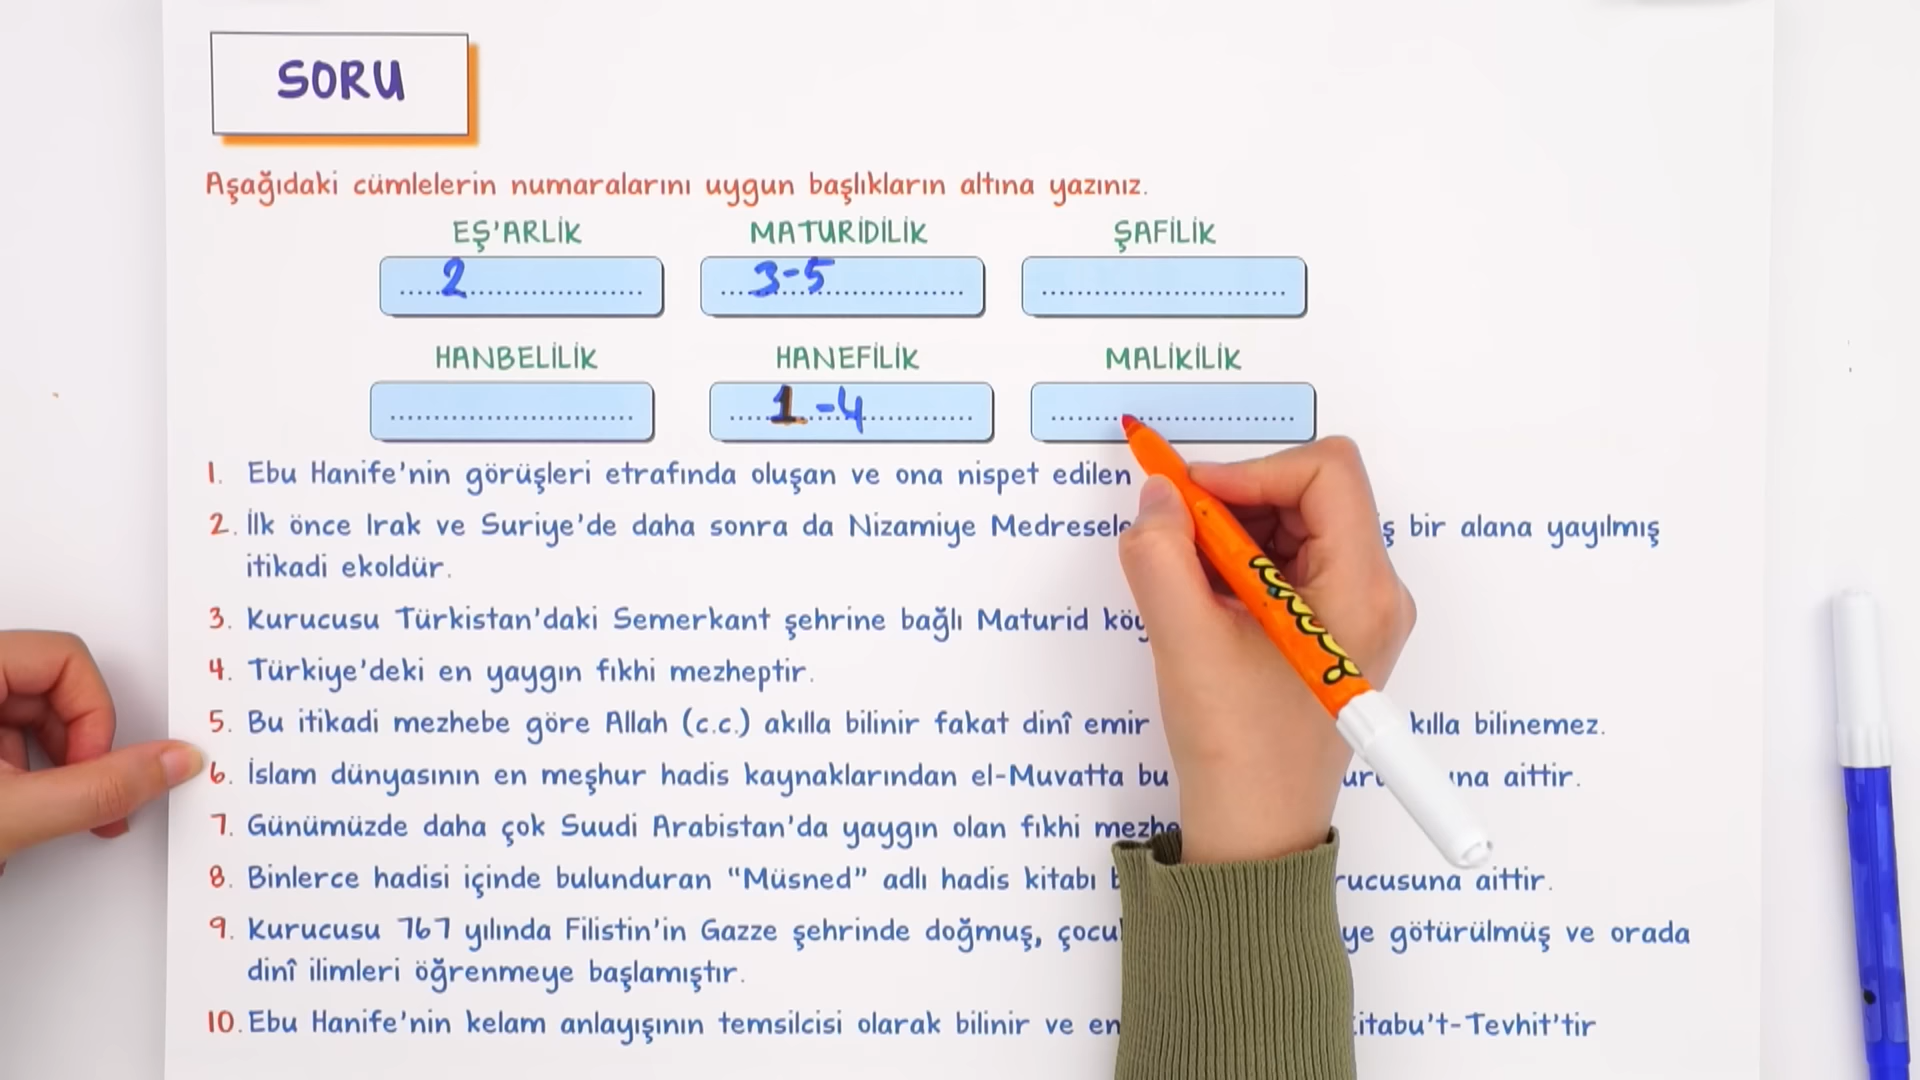 SORU
Aşağıdaki cümlelerin numaralarını uygun başlıkların altına yazınız.
EŞ'ARLİK MATURİDİLİK ŞAFİLİK
2 3-5
HANBELİLİK HANEFİLİK MALİKİLİK
1-4
1. Ebu Hanife'nin görüşleri etrafında oluşan ve ona nispet edilen
2. İlk önce Irak ve Suriye'de daha sonra da Nizamiye bir alana yayılmış
itikadi ekoldür.
3. Kurucusu Türkistan'daki Semerkant şehrine bağlı Maturid
4. Türkiye'deki en yaygın fıkhi mezheptir.
5. Bu itikadi mezhebe göre Allah (c.c.) akılla bilinir fakat dinî emir bilinemez.
6. İslam dünyasının en meşhur hadis kaynaklarından el-Muvatta bu aittir.
7. Günümüzde daha çok Suudi Arabistan'da yaygın olan fıkhi
8. Binlerce hadisi içinde bulunduran "Müsned" adlı hadis kitabı aittir.
9. Kurucusu 767 yılında Filistin'in Gazze şehrinde doğmuş, götürülmüş ve orada
dinî ilimleri öğrenmeye başlamıştır.
10. Ebu Hanife'nin kelam anlayışının temsilcisi olarak bilinir ve en